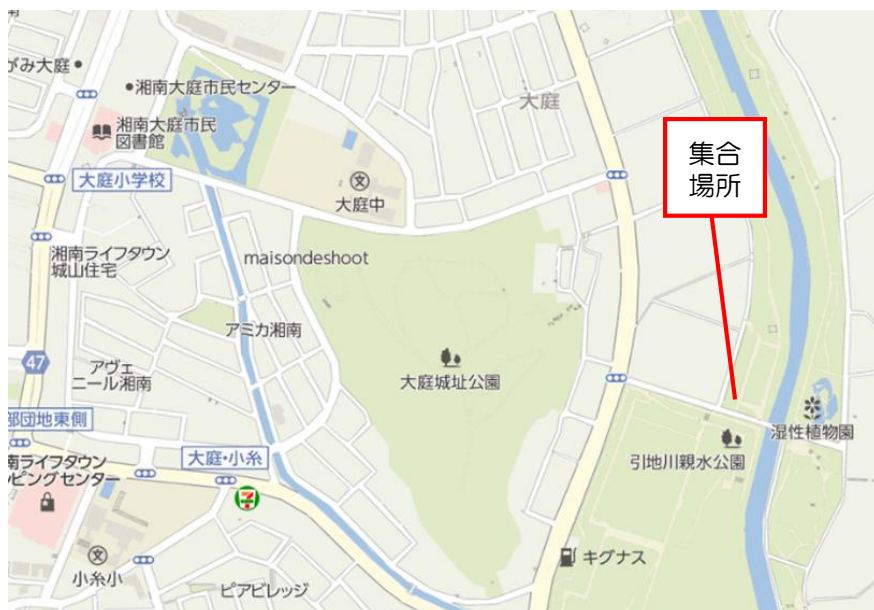 がみ大庭
湘南大庭市民センター
大庭
湘南大庭市民
図書館
集合
場所
大庭小学校
大庭中
湘南ライフタウン
城山住宅
maisondeshoot
アミカ湘南
47
アヴェ
ニール湘南
大庭城址公園
部団地東側
湿性植物園
大庭・小糸
引地川親水公園
南ライフタウン
ッピングセンター
キグナス
小糸小
ピアビレッジ